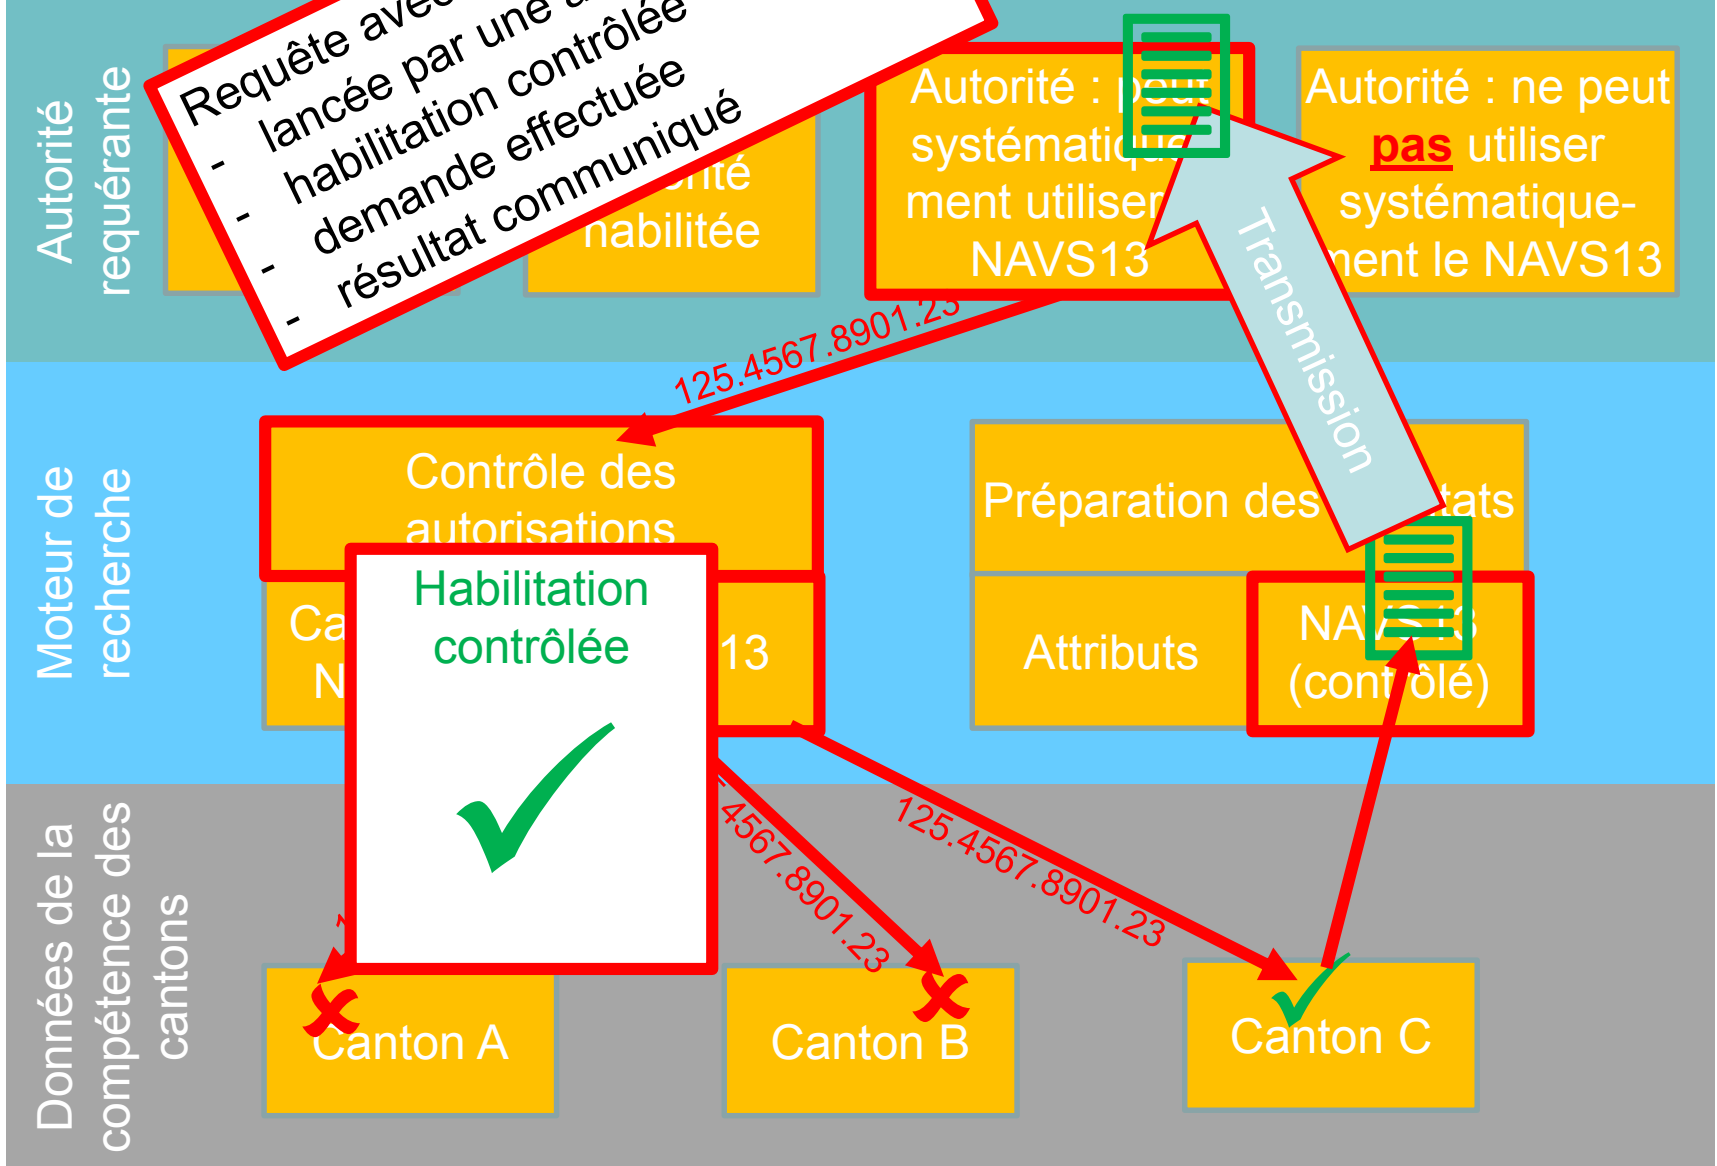 Autorité
requérante
Requête avec
- lancée par une
- habilitation contrôlée
- demande effectuée
- résultat communiqué
habilitée
Autorité : peut
systématique-
ment utiliser
NAVS13
Autorité : ne peut
pas utiliser
systématique-
ment le NAVS13
Transmission
125.4567.8901.23
Moteur de
recherche
Contrôle des
autorisations
Préparation des
Habilitation
contrôlée
13
Attributs
NAVS13
(contrôlé)
Données de la
compétence des
cantons
4567.8901.23
125.4567.8901.23
Canton A
Canton B
Canton C